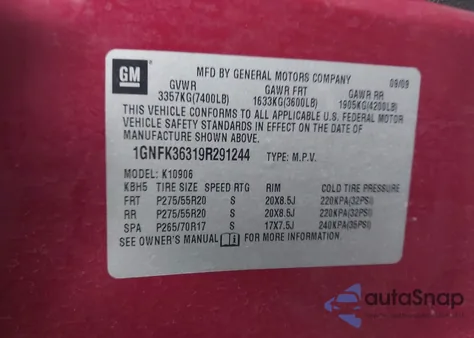 GM
MFD BY GENERAL MOTORS COMPANY 09/09
GVWR GAWR FRT GAWR RR
3357KG(7400LB) 1633KG(3600LB) 1905KG(4200LB)
THIS VEHICLE CONFORMS TO ALL APPLICABLE U.S. FEDERAL MOTOR
VEHICLE SAFETY STANDARDS IN EFFECT ON THE DATE OF
MANUFACTURE SHOWN ABOVE.
1GNFK36319R291244 TYPE: M.P.V.
MODEL: K10906
KBH5 TIRE SIZE SPEED RTG RIM COLD TIRE PRESSURE
FRT P275/55R20 S 20X8.5J 220KPA(32PSI)
RR P275/55R20 S 20X8.5J 220KPA(32PSI)
SPA P265/70R17 S 17X7.5J 240KPA(35PSI)
SEE OWNER'S MANUAL FOR MORE INFORMATION.
autoSnap